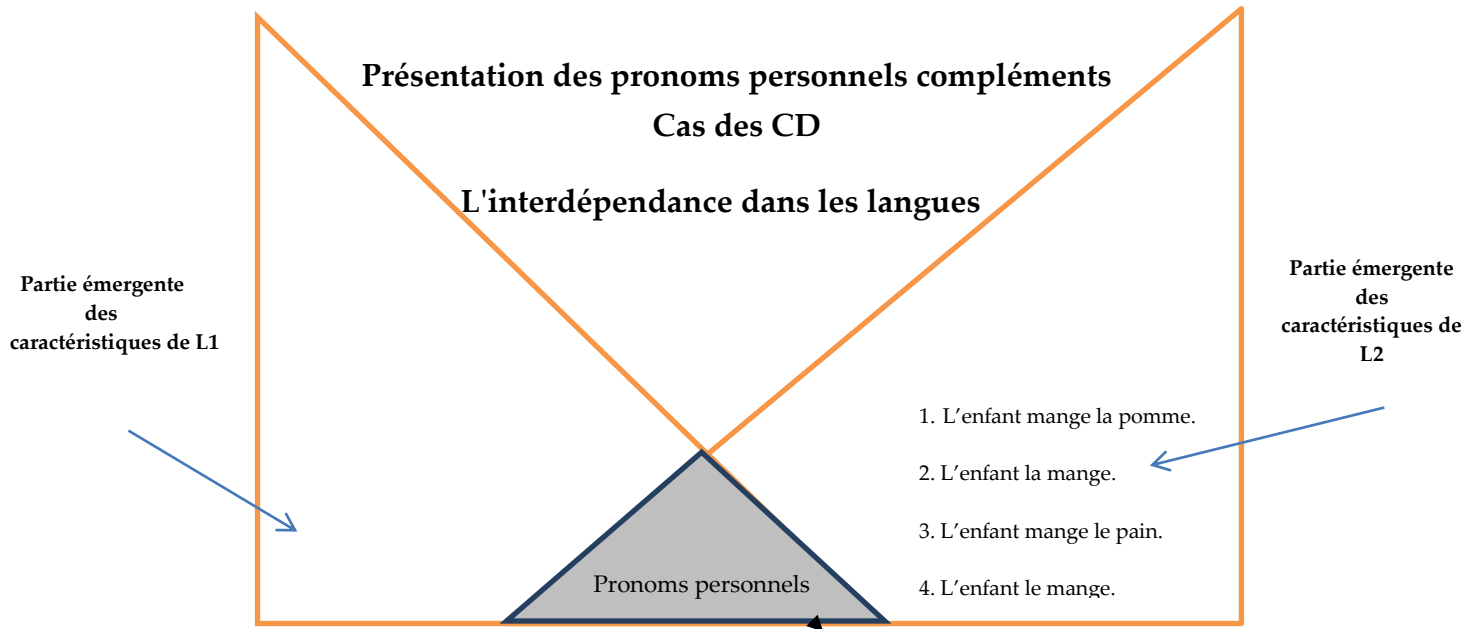 Présentation des pronoms personnels compléments
Cas des CD
L'interdépendance dans les langues
Partie émergente
des
caractéristiques de L1
Partie émergente
des
caractéristiques de
L2
1. L’enfant mange la pomme.
2. L’enfant la mange.
3. L’enfant mange le pain.
4. L’enfant le mange.
Pronoms personnels